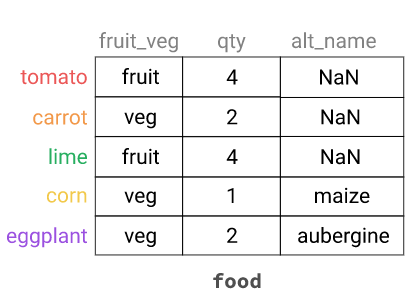 fruit_veg qty alt_name
tomato fruit 4 NaN
carrot veg 2 NaN
lime fruit 4 NaN
corn veg 1 maize
eggplant veg 2 aubergine
food